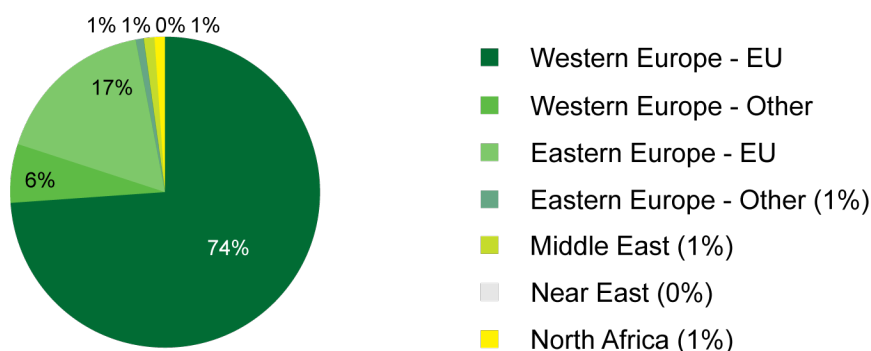 1% 1% 0% 1%
17%
6%
74%
Western Europe - EU
Western Europe - Other
Eastern Europe - EU
Eastern Europe - Other (1%)
Middle East (1%)
Near East (0%)
North Africa (1%)